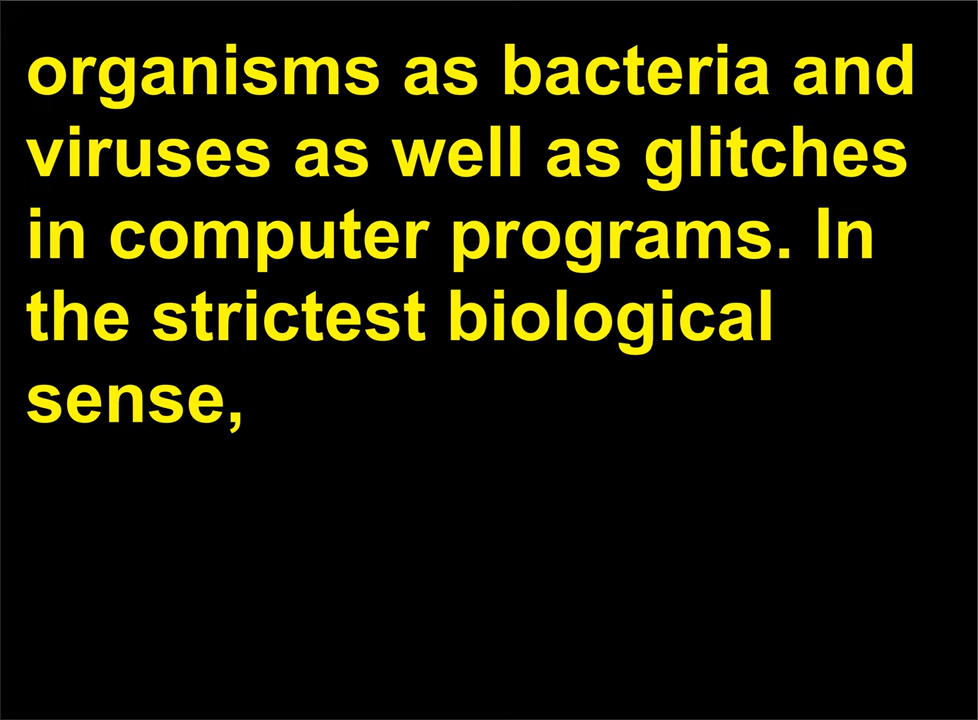 organisms as bacteria and
viruses as well as glitches
in computer programs. In
the strictest biological
sense,